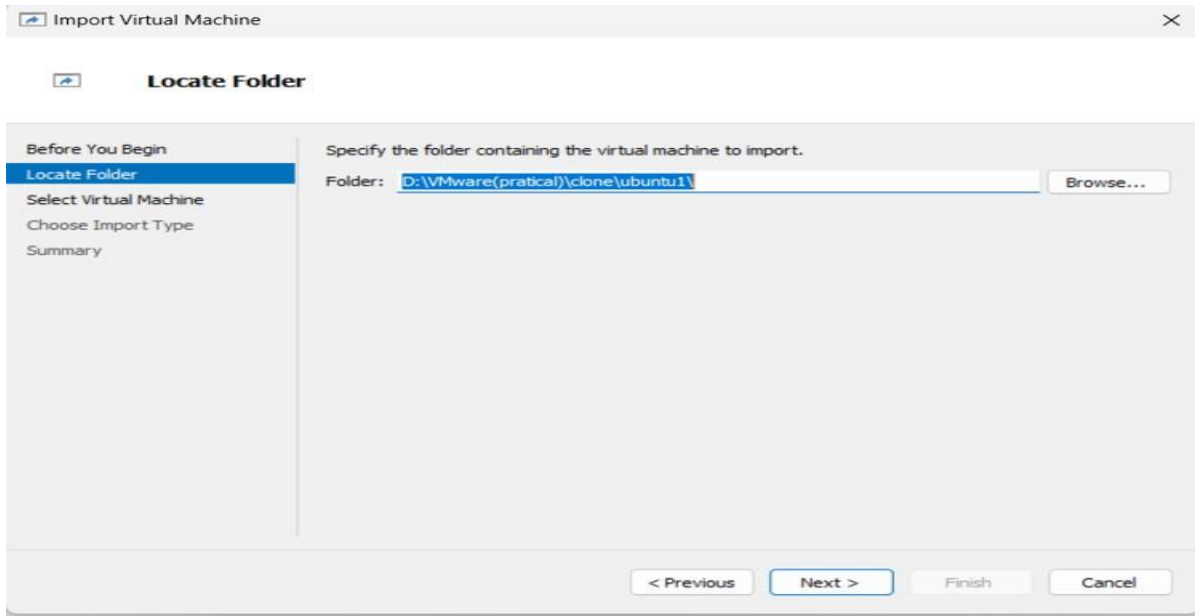 Import Virtual Machine
Locate Folder
Before You Begin
Locate Folder
Select Virtual Machine
Choose Import Type
Summary
Specify the folder containing the virtual machine to import.
Folder: D:\VMware(pratical)\clone\ubuntu1\ Browse...
< Previous Next > Finish Cancel